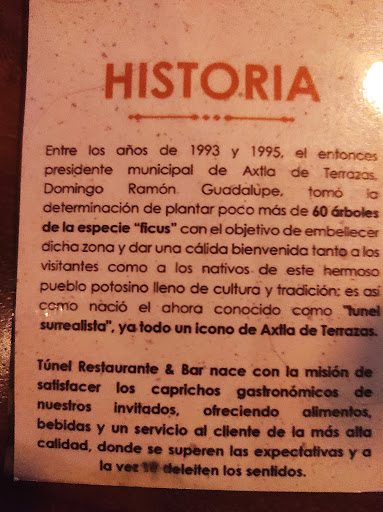 HISTORIA
Entre los años de 1993 y 1995, el entonces
presidente municipal de Axtla de Terrazas,
Domingo Ramón Guadalupe, tomó la
determinación de plantar poco más de 60 árboles
de la especie "ficus" con el objetivo de embellecer
dicha zona y dar una cálida bienvenida tanto a los
visitantes como a los nativos de este hermoso
pueblo potosino lleno de cultura y tradición; es así
como nació el ahora conocido como "tunel
surrealista", ya todo un icono de Axtla de Terrazas.
Túnel Restaurante & Bar nace con la misión de
satisfacer los caprichos gastronómicos de
nuestros invitados, ofreciendo alimentos,
bebidas y un servicio al cliente de la más alta
calidad, donde se superen las expectativas y a
la vez se deleiten los sentidos.